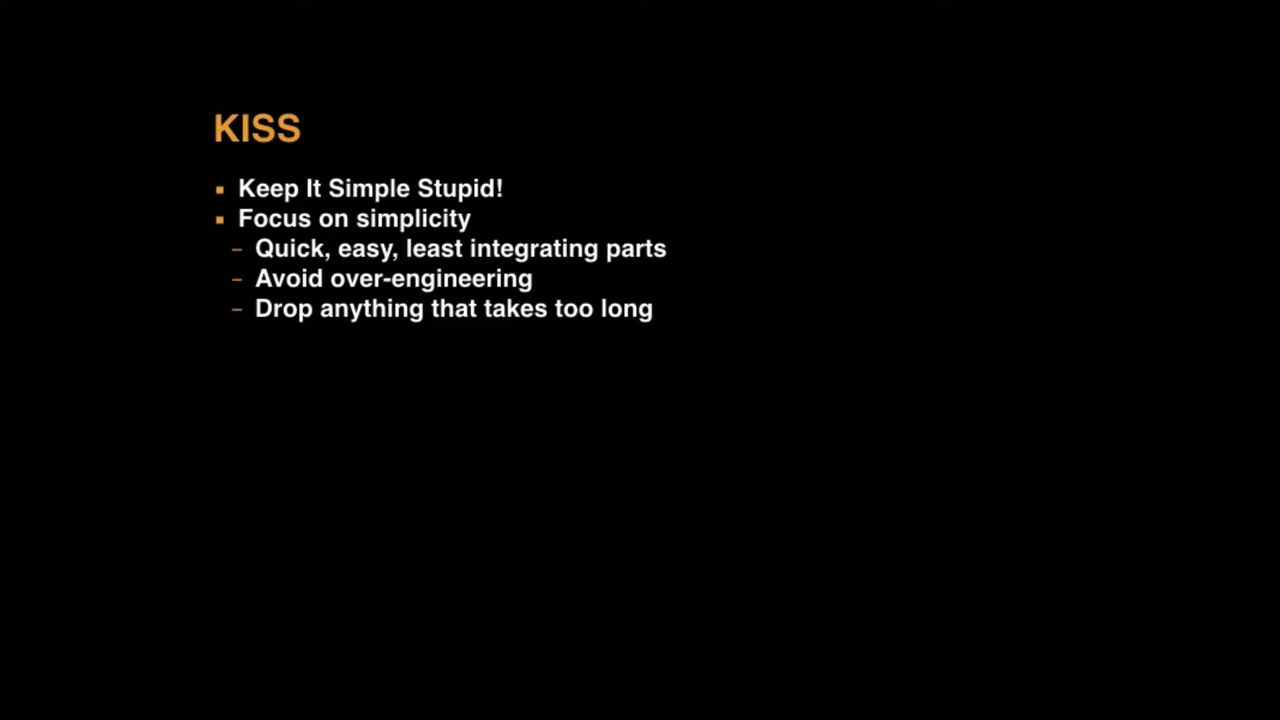 KISS
▪ Keep It Simple Stupid!
▪ Focus on simplicity
– Quick, easy, least integrating parts
– Avoid over-engineering
– Drop anything that takes too long